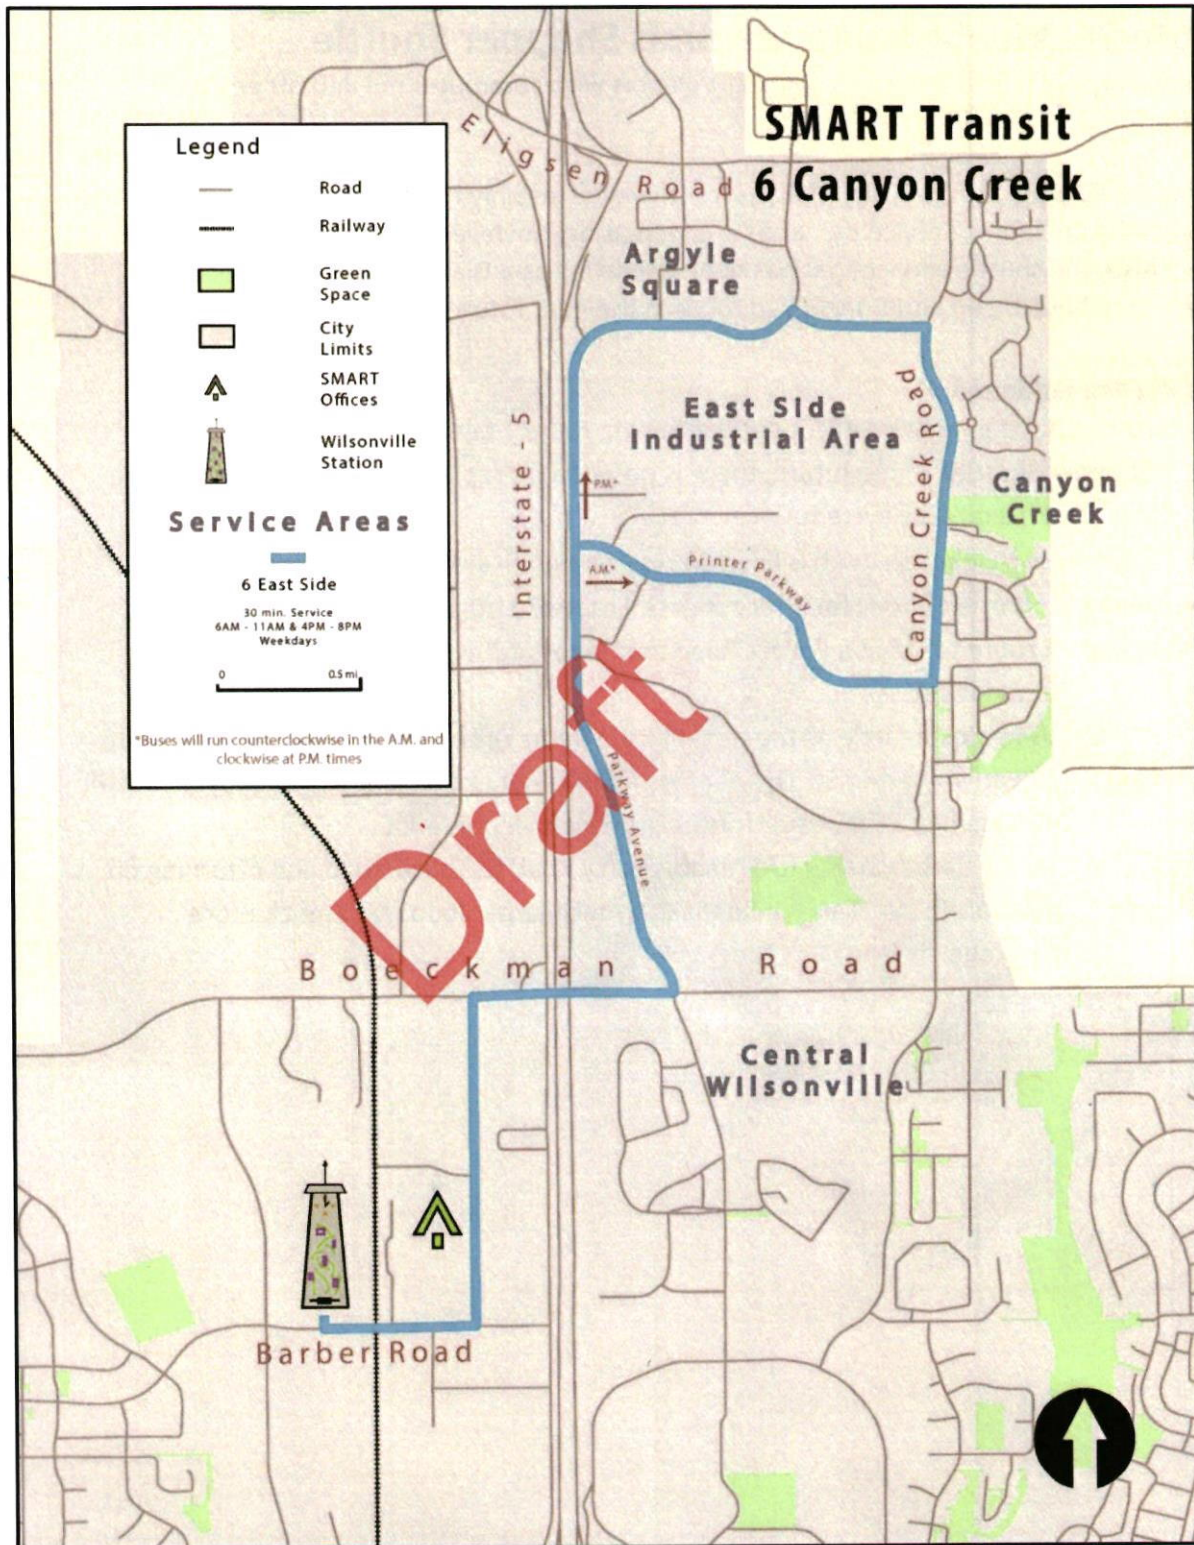 SMART Transit
6 Canyon Creek
Legend
Road
Railway
Green
Space
City
Limits
SMART
Offices
Wilsonville
Station
Service Areas
6 East Side
30 min. Service
6AM - 11AM & 4PM - 8PM
Weekdays
0 0.5 mi
*Buses will run counterclockwise in the A.M. and
clockwise at P.M. times
Eligsen Road
Argyle
Square
East Side
Industrial Area
Canyon Creek Road
Canyon
Creek
Interstate - 5
P.M.*
A.M.*
Printer Parkway
Draft
Parkway Avenue
Boeckman Road
Central
Wilsonville
Barber Road